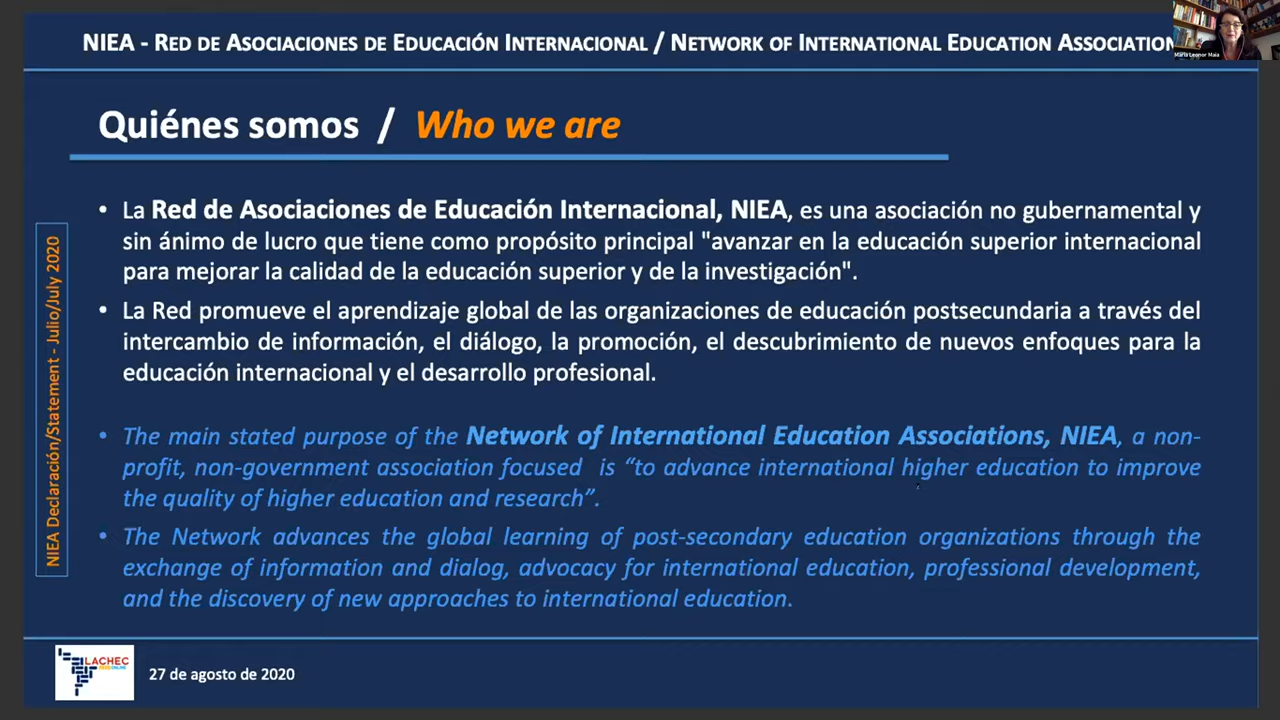 NIEA - RED DE ASOCIACIONES DE EDUCACIÓN INTERNACIONAL / NETWORK OF INTERNATIONAL EDUCATION ASSOCIATION
Maria Leonor Maia
Quiénes somos / Who we are
NIEA Declaración/Statement - Julio/July 2020
• La Red de Asociaciones de Educación Internacional, NIEA, es una asociación no gubernamental y
sin ánimo de lucro que tiene como propósito principal "avanzar en la educación superior internacional
para mejorar la calidad de la educación superior y de la investigación".
• La Red promueve el aprendizaje global de las organizaciones de educación postsecundaria a través del
intercambio de información, el diálogo, la promoción, el descubrimiento de nuevos enfoques para la
educación internacional y el desarrollo profesional.
• The main stated purpose of the Network of International Education Associations, NIEA, a non-
profit, non-government association focused is “to advance international higher education to improve
the quality of higher education and research”.
• The Network advances the global learning of post-secondary education organizations through the
exchange of information and dialog, advocacy for international education, professional development,
and the discovery of new approaches to international education.
LACHEC
27 de agosto de 2020